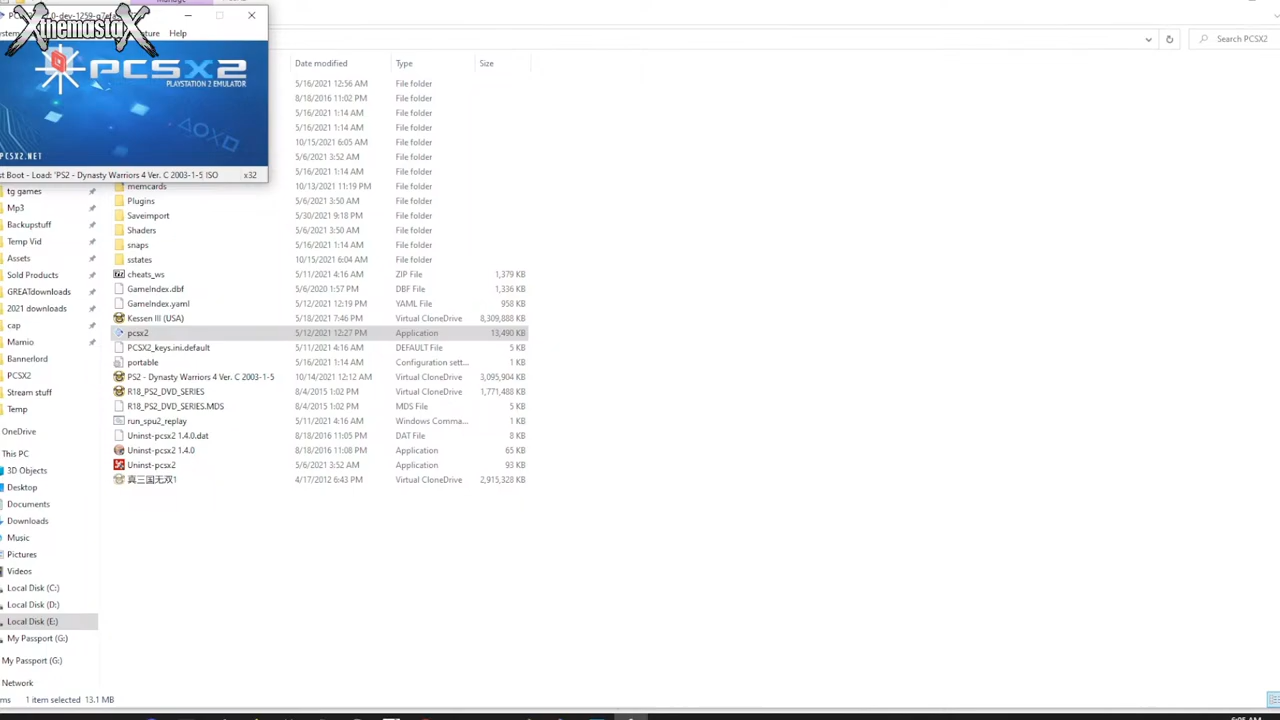 Manage
0-dev-1259-g7
XthemastaX
Help
PCSX2
PLAYSTATION 2 EMULATOR
PCSX2.NET
st Boot - Load: 'PS2 - Dynasty Warriors 4 Ver. C 2003-1-5 ISO x32
Search PCSX2
Date modified Type Size
5/16/2021 12:56 AM File folder
8/18/2016 11:02 PM File folder
5/16/2021 1:14 AM File folder
5/16/2021 1:14 AM File folder
10/15/2021 6:05 AM File folder
5/6/2021 3:52 AM File folder
5/16/2021 1:14 AM File folder
memcards 10/13/2021 11:19 PM File folder
Plugins 5/6/2021 3:50 AM File folder
Saveimport 5/30/2021 9:18 PM File folder
Shaders 5/6/2021 3:50 AM File folder
snaps 5/16/2021 1:14 AM File folder
sstates 10/15/2021 6:04 AM File folder
cheats_ws 5/11/2021 4:16 AM ZIP File 1,379 KB
GameIndex.dbf 5/6/2020 1:57 PM DBF File 1,336 KB
GameIndex.yaml 5/12/2021 12:19 PM YAML File 958 KB
Kessen III (USA) 5/18/2021 7:46 PM Virtual CloneDrive 8,309,888 KB
pcsx2 5/12/2021 12:27 PM Application 13,490 KB
PCSX2_keys.ini.default 5/11/2021 4:16 AM DEFAULT File 5 KB
portable 5/16/2021 1:14 AM Configuration sett... 1 KB
PS2 - Dynasty Warriors 4 Ver. C 2003-1-5 10/14/2021 12:12 AM Virtual CloneDrive 3,095,904 KB
R18_PS2_DVD_SERIES 8/4/2015 1:02 PM Virtual CloneDrive 1,771,488 KB
R18_PS2_DVD_SERIES.MDS 8/4/2015 1:02 PM MDS File 5 KB
run_spu2_replay 5/11/2021 4:16 AM Windows Comma... 1 KB
Uninst-pcsx2 1.4.0.dat 8/18/2016 11:05 PM DAT File 8 KB
Uninst-pcsx2 1.4.0 8/18/2016 11:08 PM Application 65 KB
Uninst-pcsx2 5/6/2021 3:52 AM Application 93 KB
真三国无双1 4/17/2012 6:43 PM Virtual CloneDrive 2,915,328 KB
tg games
Mp3
Backupstuff
Temp Vid
Assets
Sold Products
GREATdownloads
2021 downloads
cap
Mamio
Bannerlord
PCSX2
Stream stuff
Temp
OneDrive
This PC
3D Objects
Desktop
Documents
Downloads
Music
Pictures
Videos
Local Disk (C:)
Local Disk (D:)
Local Disk (E:)
My Passport (G:)
My Passport (G:)
Network
ms 1 item selected 13.1 MB